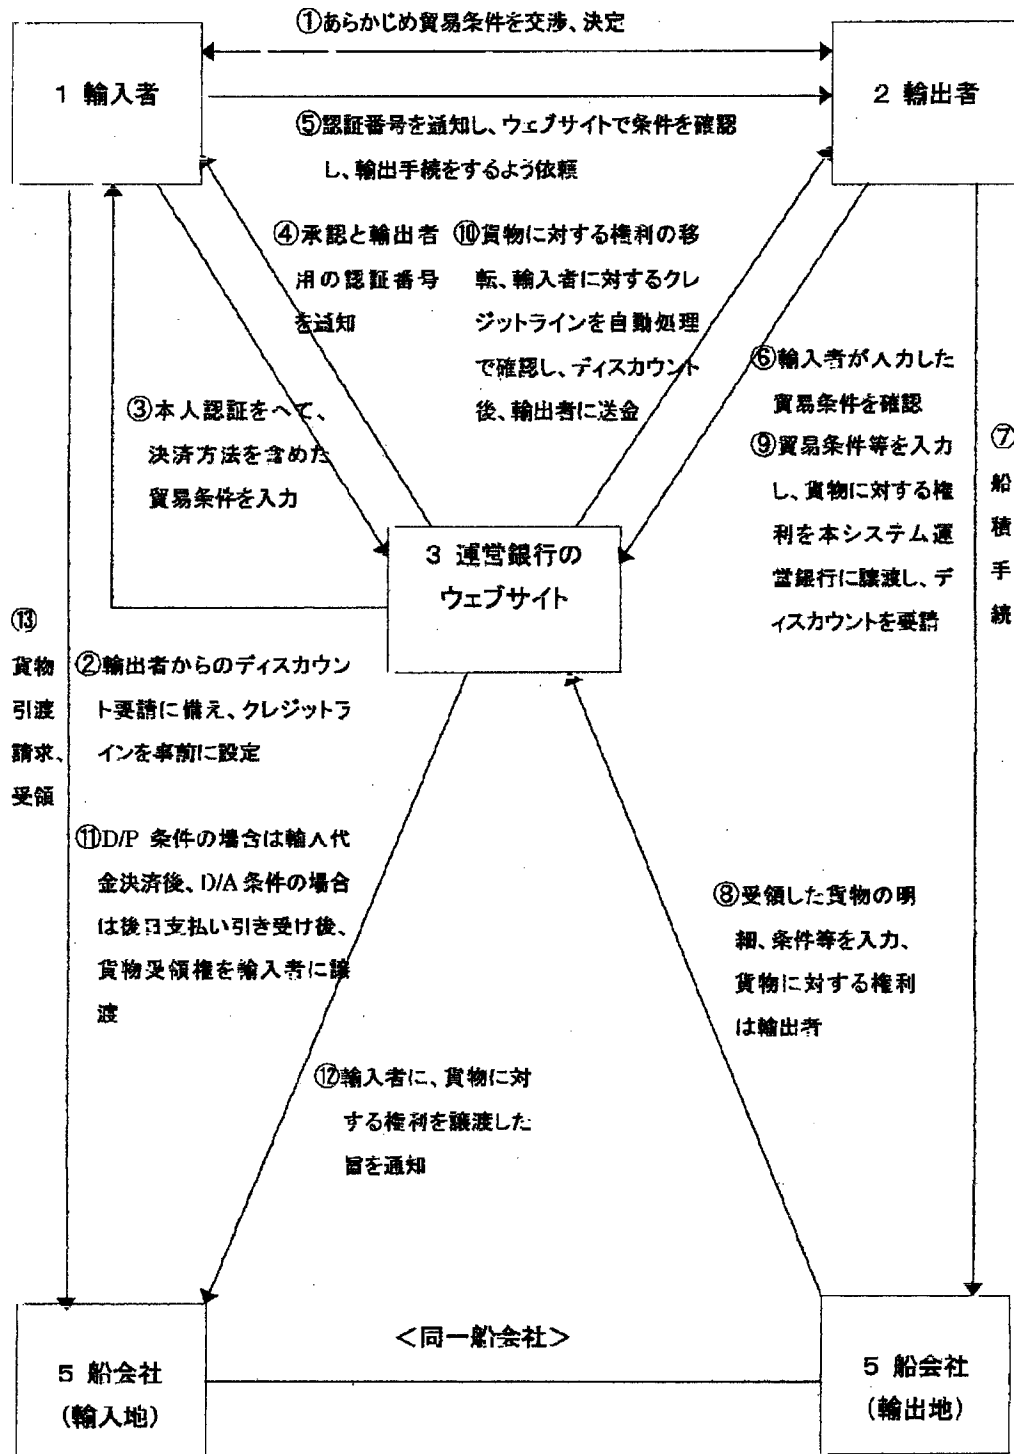 ①あらかじめ貿易条件を交渉、決定
1 輸入者
2 輸出者
⑤認証番号を通知し、ウェブサイトで条件を確認
し、輸出手続をするよう依頼
④承認と輸出者
用の認証番号
を通知
⑩貨物に対する権利の移
転、輸入者に対するクレ
ジットラインを自動処理
で確認し、ディスカウント
後、輸出者に送金
⑥輸入者が入力した
貿易条件を確認
⑨貿易条件等を入力
し、貨物に対する権
利を本システム運
営銀行に譲渡し、デ
ィスカウントを要請
⑦
船
積
手
続
③本人認証をへて、
決済方法を含めた
貿易条件を入力
3 運営銀行の
ウェブサイト
⑬
貨物
引渡
請求、
受領
②輸出者からのディスカウン
ト要請に備え、クレジットラ
インを事前に設定
⑪D/P 条件の場合は輸入代
金決済後、D/A 条件の場合
は後日支払い引き受け後、
貨物受領権を輸入者に譲
渡
⑧受領した貨物の明
細、条件等を入力、
貨物に対する権利
は輸出者
⑫輸入者に、貨物に対
する権利を譲渡した
旨を通知
<同一船会社>
5 船会社
(輸入地)
5 船会社
(輸出地)